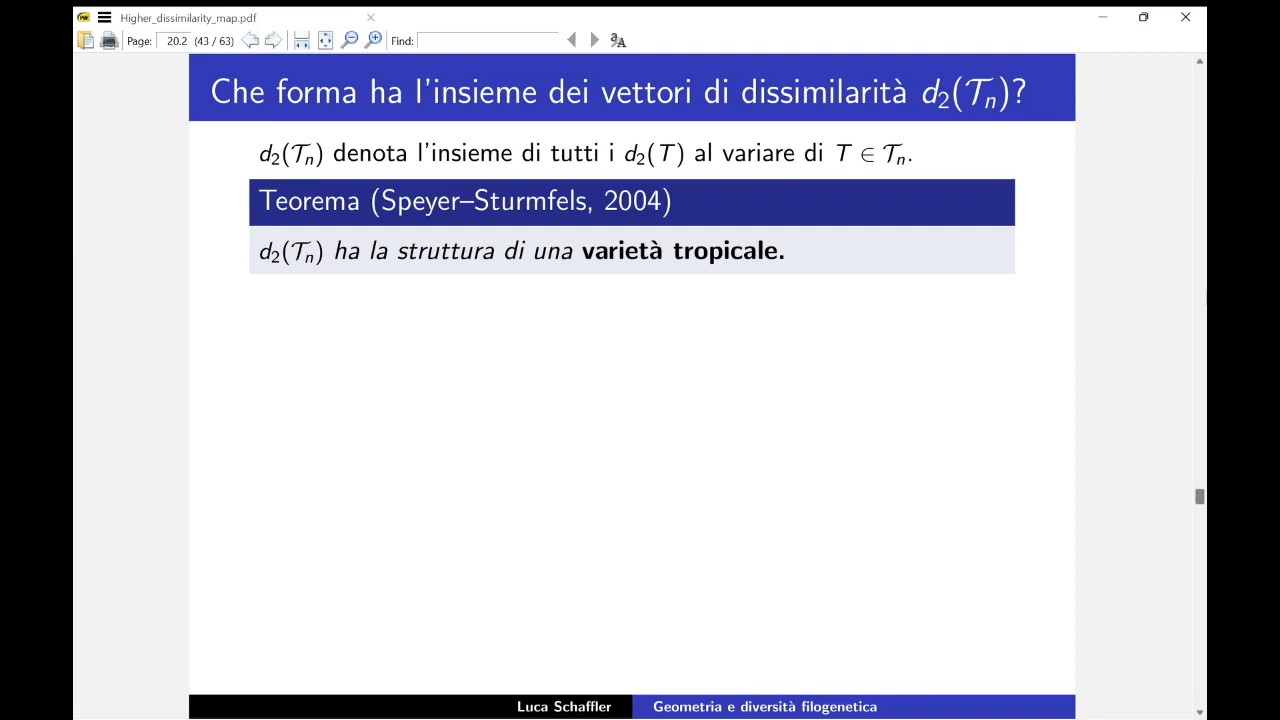 Higher_dissimilarity_map.pdf
Page: 20.2 (43 / 63) Find:
Che forma ha l'insieme dei vettori di dissimilarità d₂(𝒯ₙ)?
d₂(𝒯ₙ) denota l'insieme di tutti i d₂(T) al variare di T ∈ 𝒯ₙ.
Teorema (Speyer–Sturmfels, 2004)
d₂(𝒯ₙ) ha la struttura di una varietà tropicale.
Luca Schaffler Geometria e diversità filogenetica